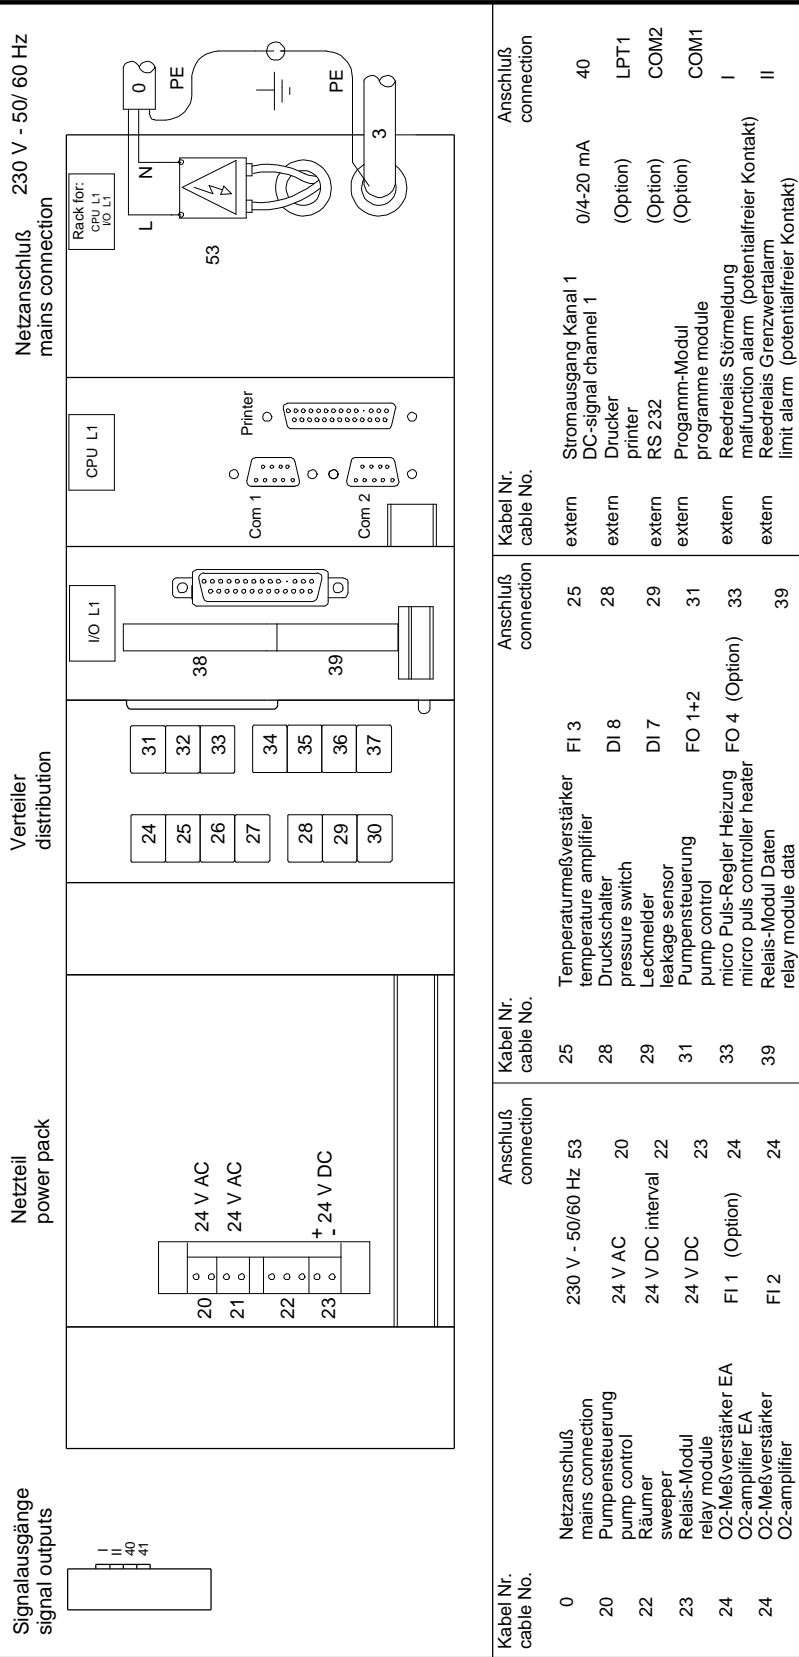 Signalausgänge
signal outputs
I
II
40
41
Netzteil
power pack
20
21
22
23
24 V AC
24 V AC
+
- 24 V DC
Verteiler
distribution
24
25
26
27
28
29
30
31
32
33
34
35
36
37
I/O L1
38
39
CPU L1
Com 1
Com 2
Printer
Netzanschluß 230 V - 50/ 60 Hz
mains connection
Rack for:
CPU L1
I/O L1
L
N
53
0
PE
PE
3
Kabel Nr.
cable No.
Anschluß
connection
0 Netzanschluß 230 V - 50/60 Hz 53
mains connection
20 Pumpensteuerung 24 V AC 20
pump control
22 Räumer 24 V DC interval 22
sweeper
23 Relais-Modul 24 V DC 23
relay module
24 O2-Meßverstärker EA FI 1 (Option) 24
O2-amplifier EA
24 O2-Meßverstärker FI 2 24
O2-amplifier
Kabel Nr.
cable No.
Anschluß
connection
25 Temperaturmeßverstärker FI 3 25
temperature amplifier
28 Druckschalter DI 8 28
pressure switch
29 Leckmelder DI 7 29
leakage sensor
31 Pumpensteuerung FO 1+2 31
pump control
33 micro Puls-Regler Heizung FO 4 (Option) 33
mircro puls controller heater
39 Relais-Modul Daten 39
relay module data
Kabel Nr.
cable No.
Anschluß
connection
extern Stromausgang Kanal 1 0/4-20 mA 40
DC-signal channel 1
extern Drucker (Option) LPT1
printer
extern RS 232 (Option) COM2
extern Progamm-Modul (Option) COM1
programme module
extern Reedrelais Störmeldung I
malfunction alarm (potentialfreier Kontakt)
extern Reedrelais Grenzwertalarm II
limit alarm (potentialfreier Kontakt)